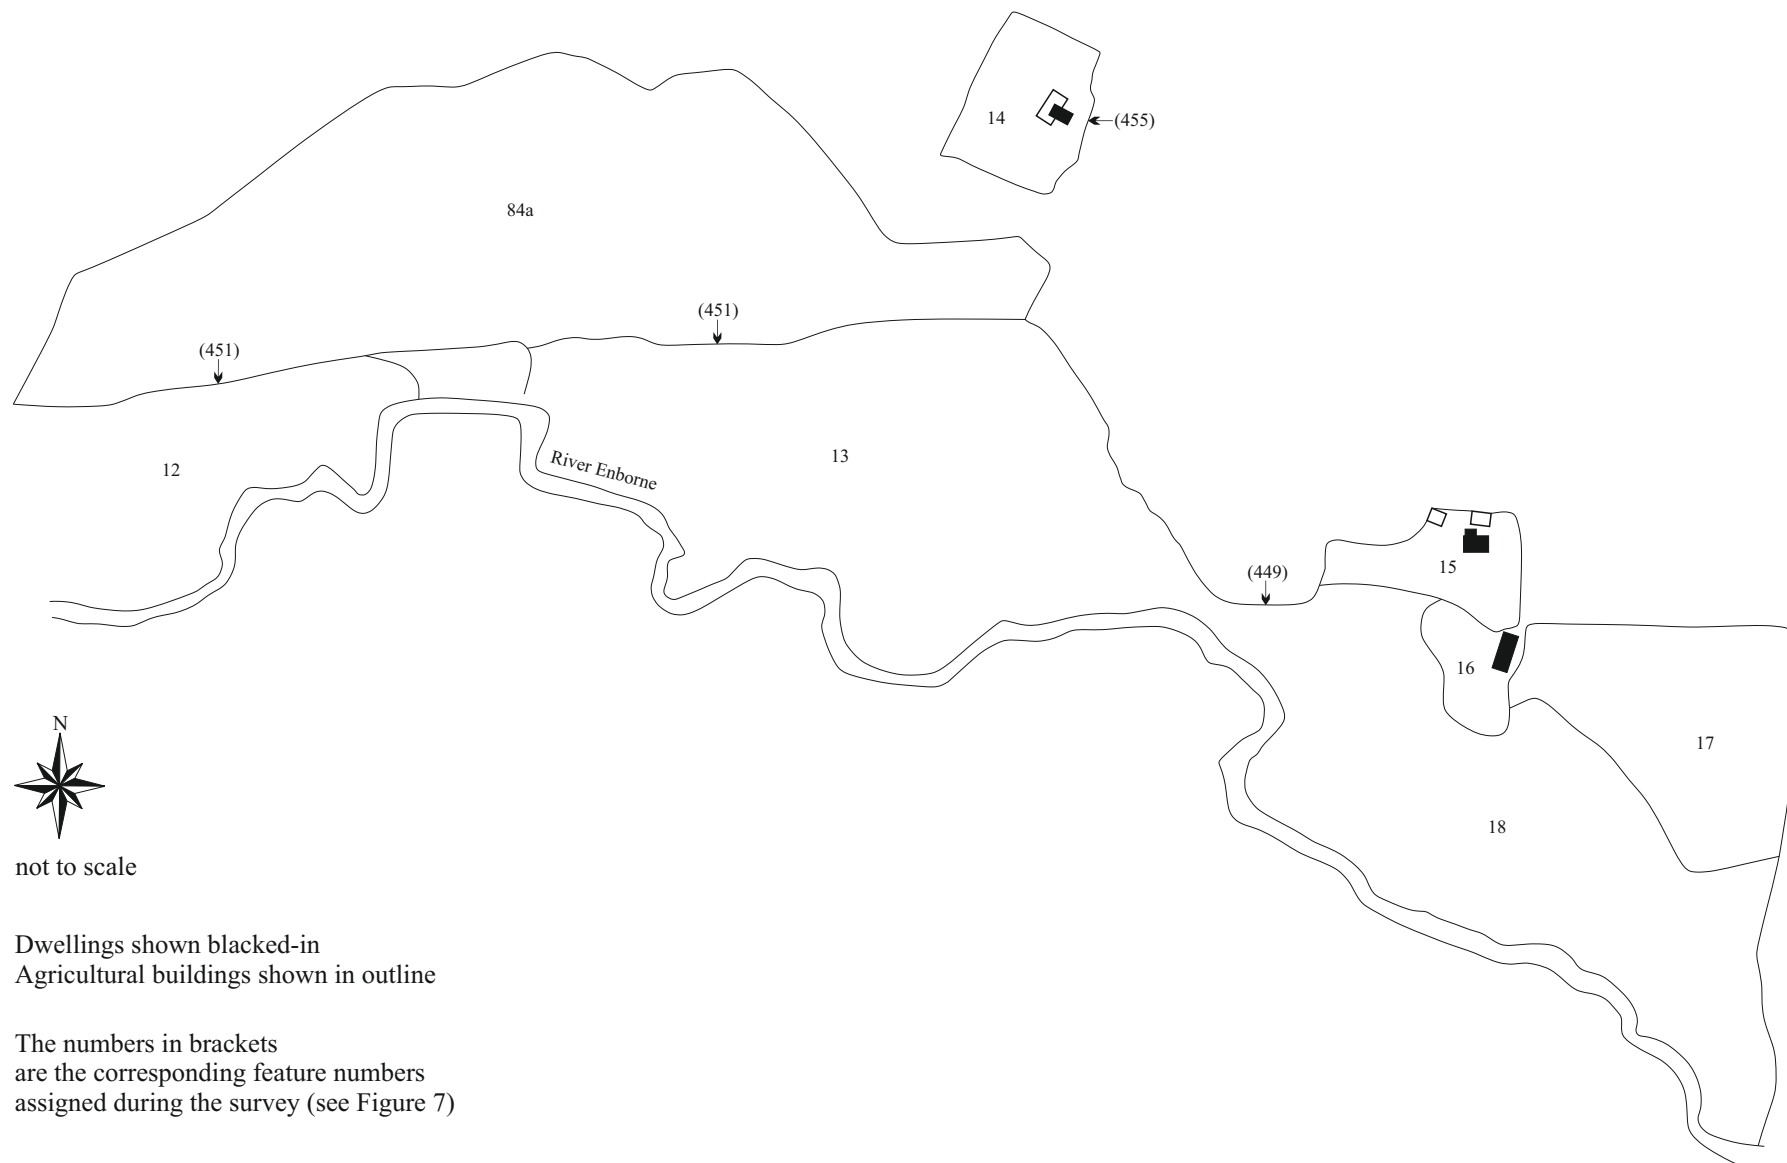 14
(455)
84a
(451)
(451)
12
13
River Enborne
(449)
15
16
17
18
N
not to scale
Dwellings shown blacked-in
Agricultural buildings shown in outline
The numbers in brackets
are the corresponding feature numbers
assigned during the survey (see Figure 7)